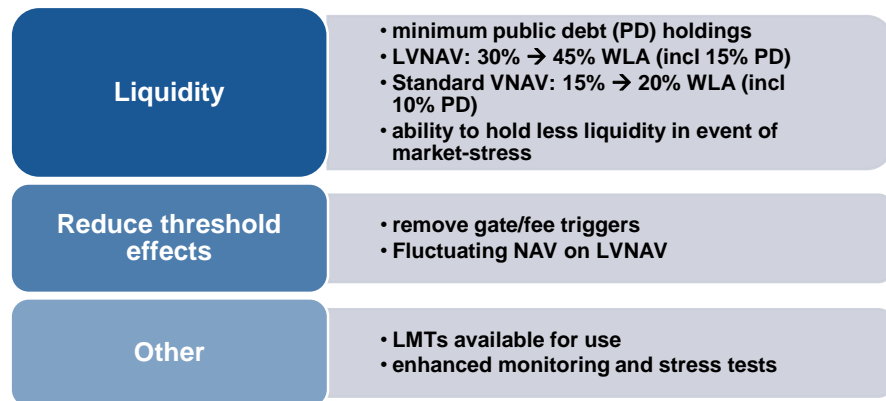 Liquidity
• minimum public debt (PD) holdings
• LVNAV: 30% → 45% WLA (incl 15% PD)
• Standard VNAV: 15% → 20% WLA (incl
10% PD)
• ability to hold less liquidity in event of
market-stress
Reduce threshold
effects
• remove gate/fee triggers
• Fluctuating NAV on LVNAV
Other
• LMTs available for use
• enhanced monitoring and stress tests